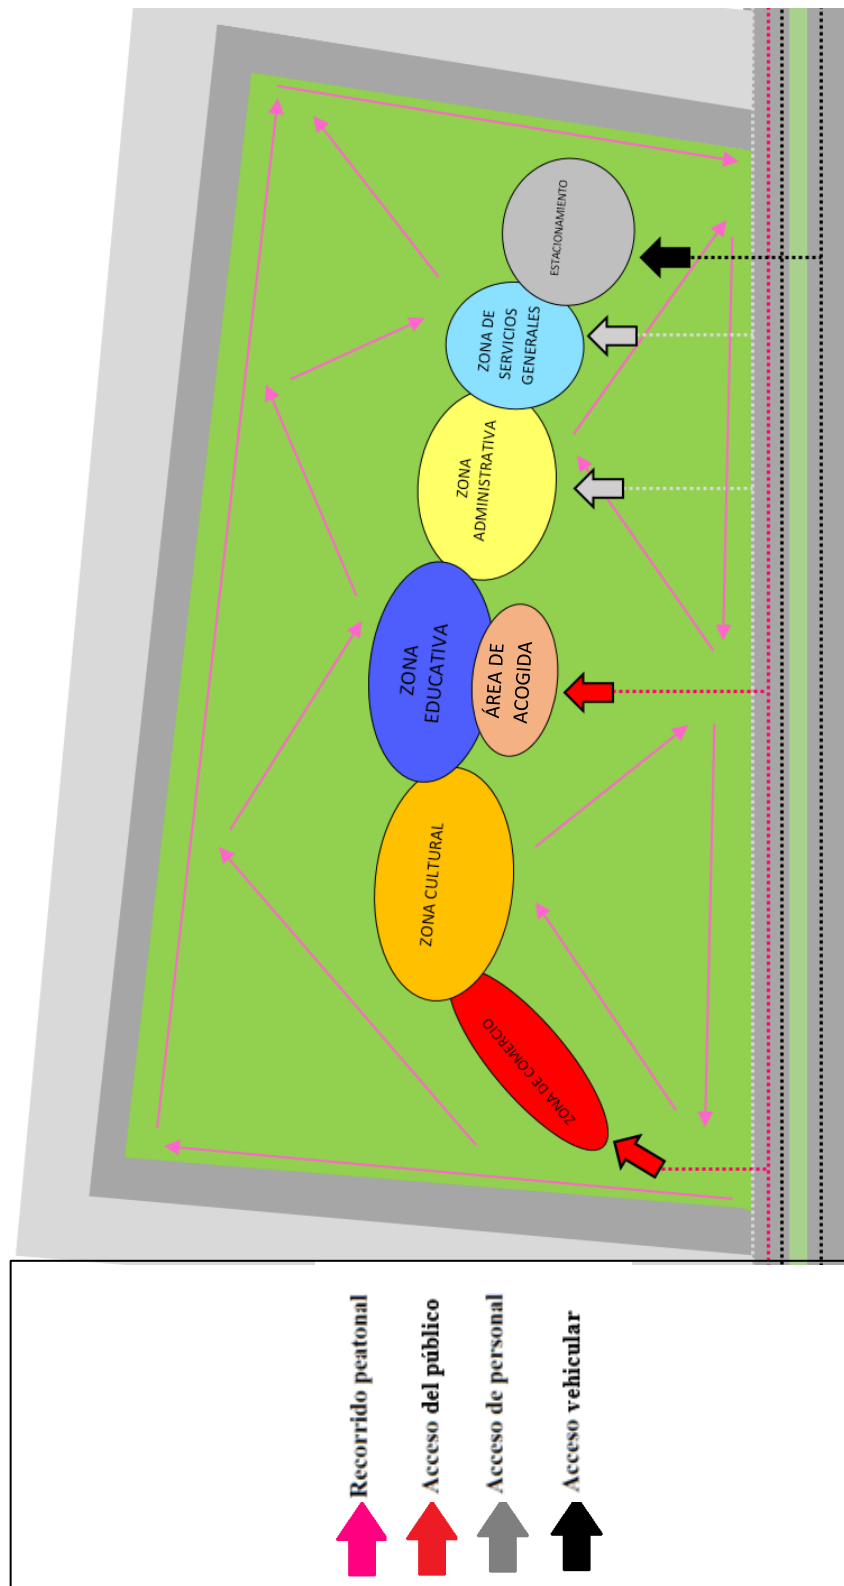 ESTACIONAMIENTO
ZONA DE
SERVICIOS
GENERALES
ZONA
ADMINISTRATIVA
ZONA
EDUCATIVA
ÁREA DE
ACOGIDA
ZONA CULTURAL
ZONA DE COMERCIO
Recorrido peatonal
Acceso del público
Acceso de personal
Acceso vehicular